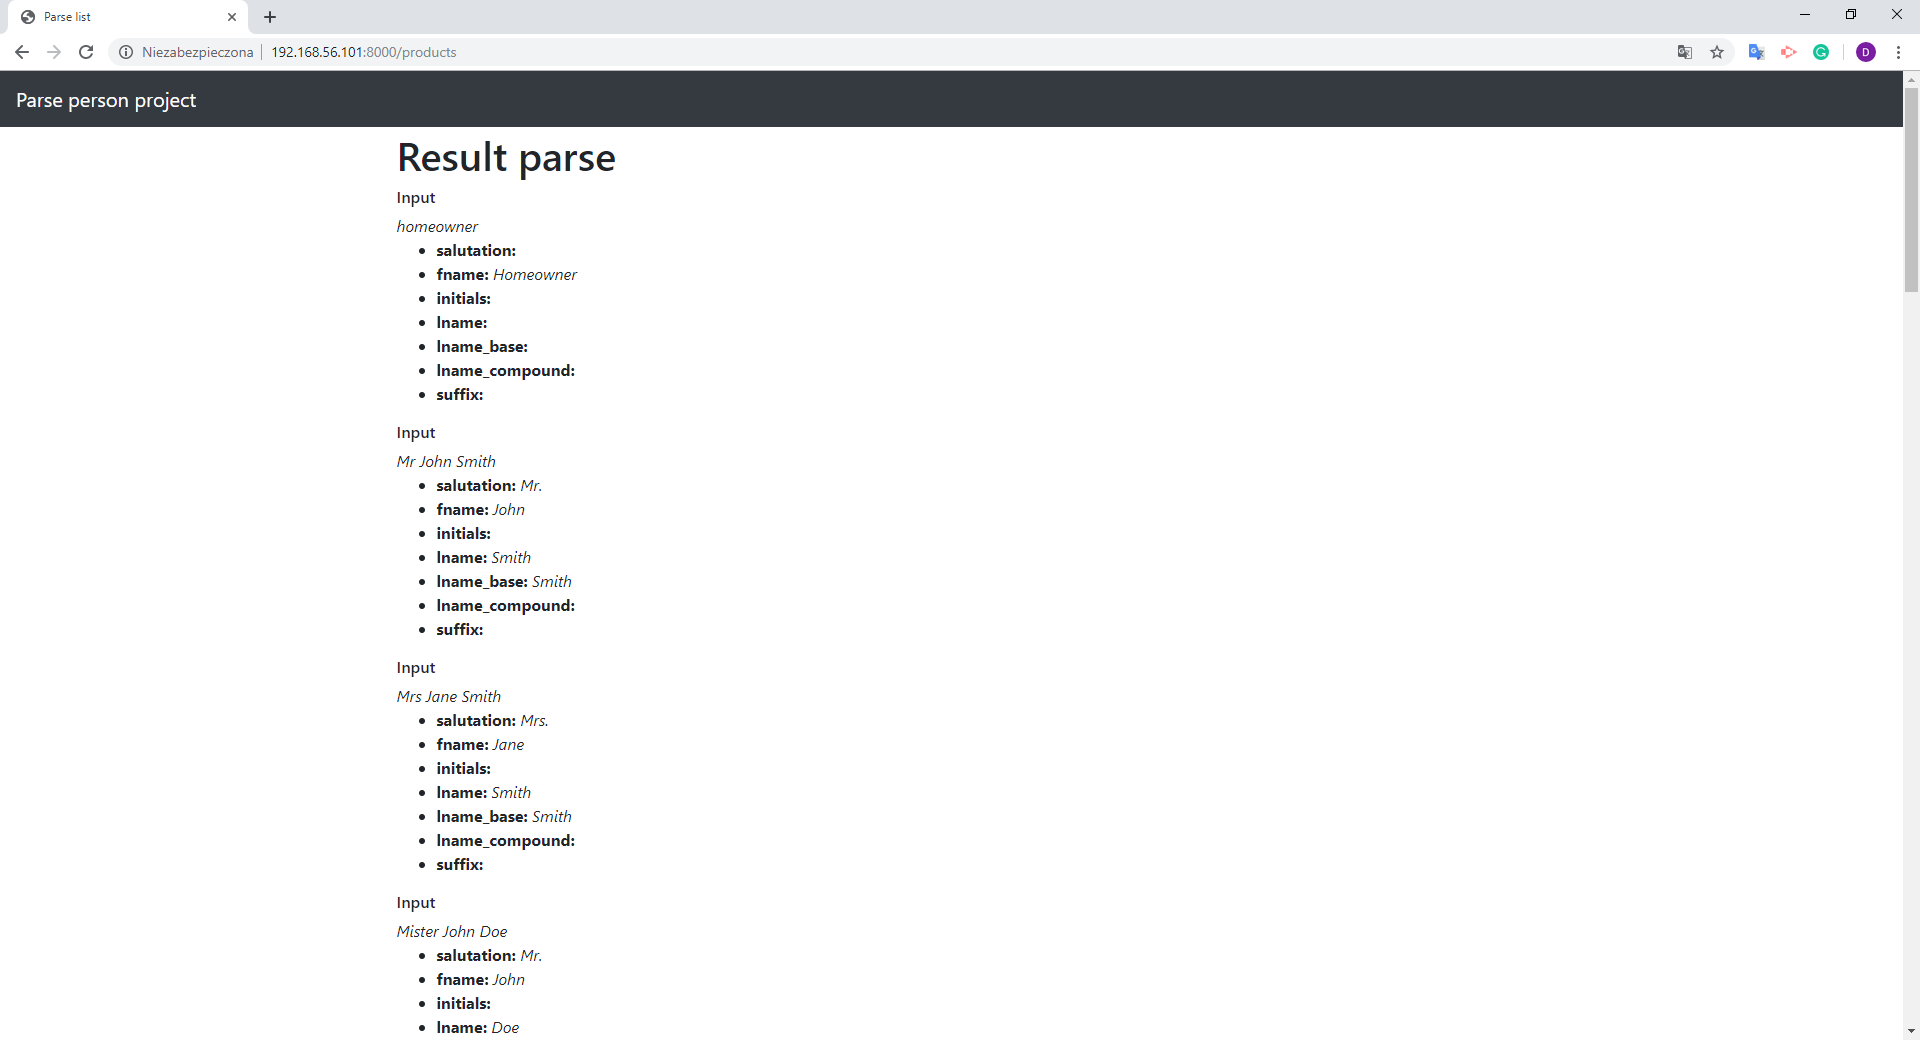 Parse list
Niezabezpieczona 192.168.56.101:8000/products
D
Parse person project
Result parse
Input
homeowner
salutation:
fname: Homeowner
initials:
lname:
lname_base:
lname_compound:
suffix:
Input
Mr John Smith
salutation: Mr.
fname: John
initials:
lname: Smith
lname_base: Smith
lname_compound:
suffix:
Input
Mrs Jane Smith
salutation: Mrs.
fname: Jane
initials:
lname: Smith
lname_base: Smith
lname_compound:
suffix:
Input
Mister John Doe
salutation: Mr.
fname: John
initials:
lname: Doe